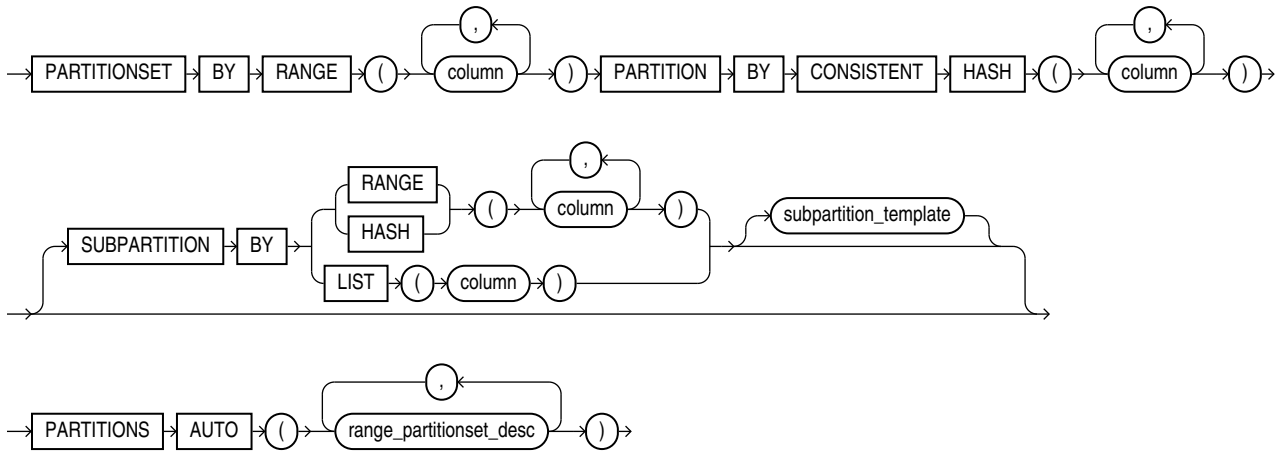 ,
,
PARTITIONSET BY RANGE ( column ) PARTITION BY CONSISTENT HASH ( column )
,
RANGE
subpartition_template
( column )
HASH
SUBPARTITION BY
LIST ( column )
,
PARTITIONS AUTO ( range_partitionset_desc )